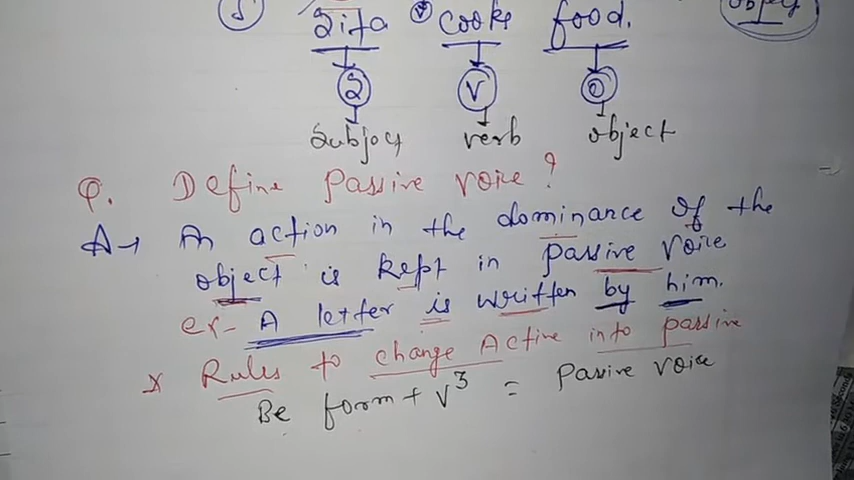 Sita cooks food.
S V O
Subject verb object
Q. Define Passive voice?
A→ An action in the dominance of the
object is kept in passive voice
ex- A letter is written by him.
* Rules to change Active into passive
Be form + V3 = Passive voice